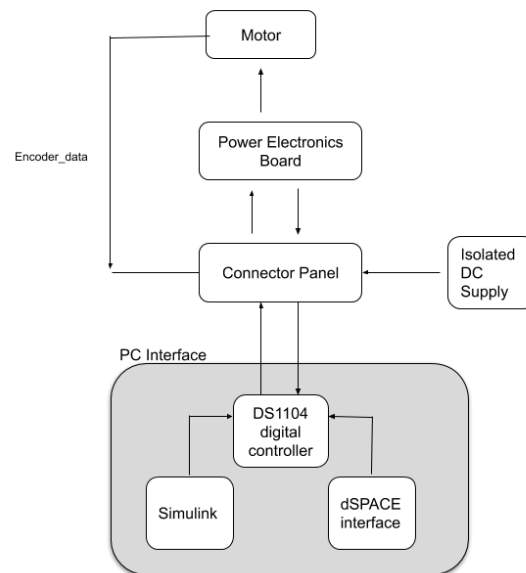 Motor
Power Electronics
Board
Encoder_data
Connector Panel
Isolated
DC
Supply
PC Interface
DS1104
digital
controller
Simulink
dSPACE
interface